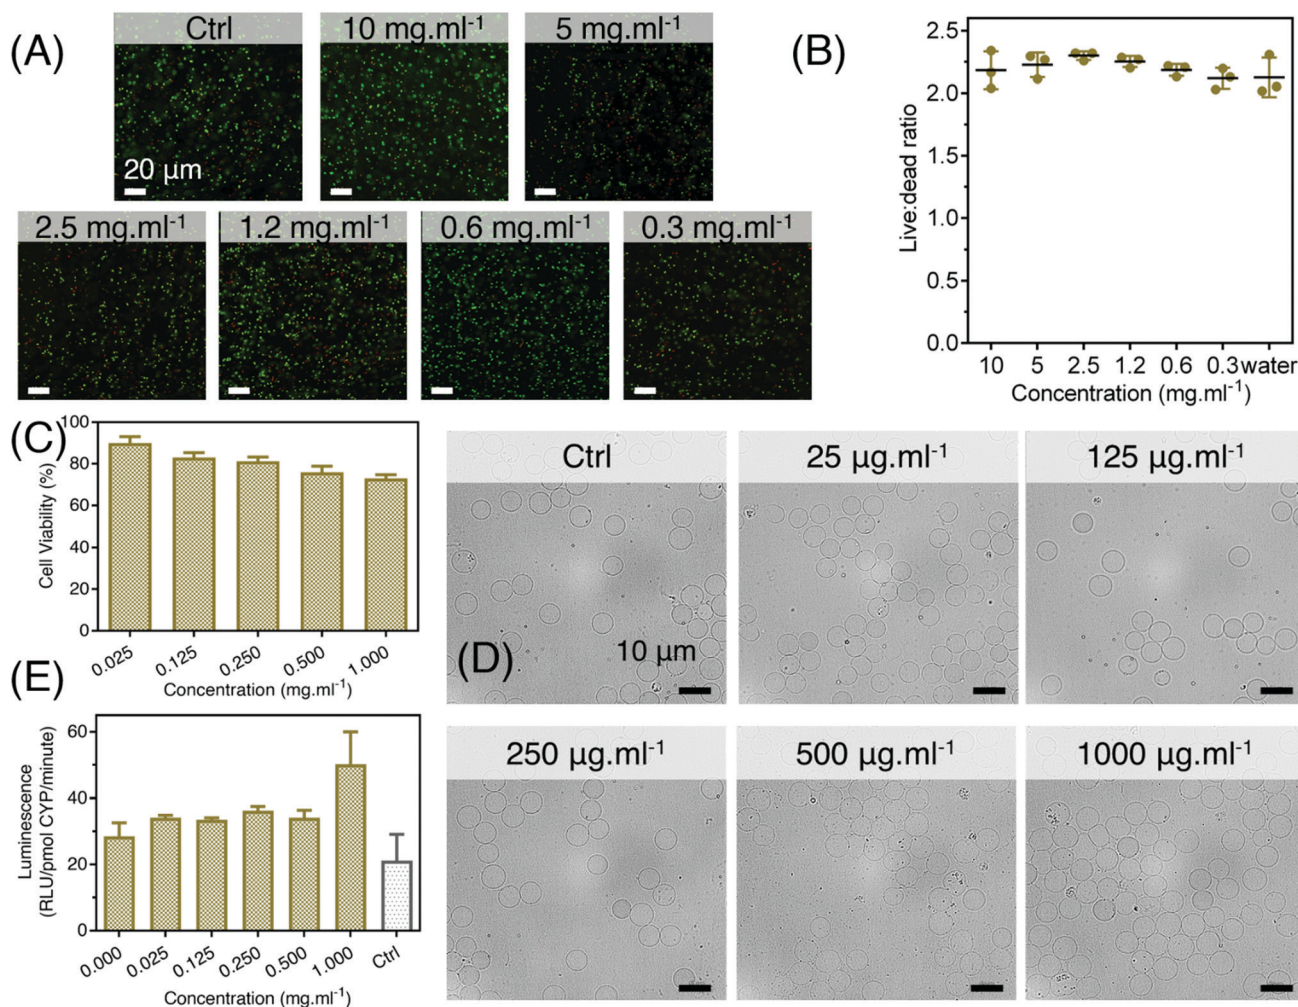 (A)
Ctrl
10 mg.ml-1
5 mg.ml-1
20 µm
2.5 mg.ml-1
1.2 mg.ml-1
0.6 mg.ml-1
0.3 mg.ml-1
(B)
Live:dead ratio
2.5
2.0
1.5
1.0
0.5
0.0
10 5 2.5 1.2 0.6 0.3 water
Concentration (mg.ml-1)
(C)
Cell Viability (%)
100
80
60
40
20
0
0.025 0.125 0.250 0.500 1.000
Concentration (mg.ml-1)
(D)
Ctrl
25 µg.ml-1
125 µg.ml-1
10 µm
250 µg.ml-1
500 µg.ml-1
1000 µg.ml-1
(E)
Luminescence
(RLU/pmol CYP/minute)
60
40
20
0
0.000 0.025 0.125 0.250 0.500 1.000 Ctrl
Concentration (mg.ml-1)